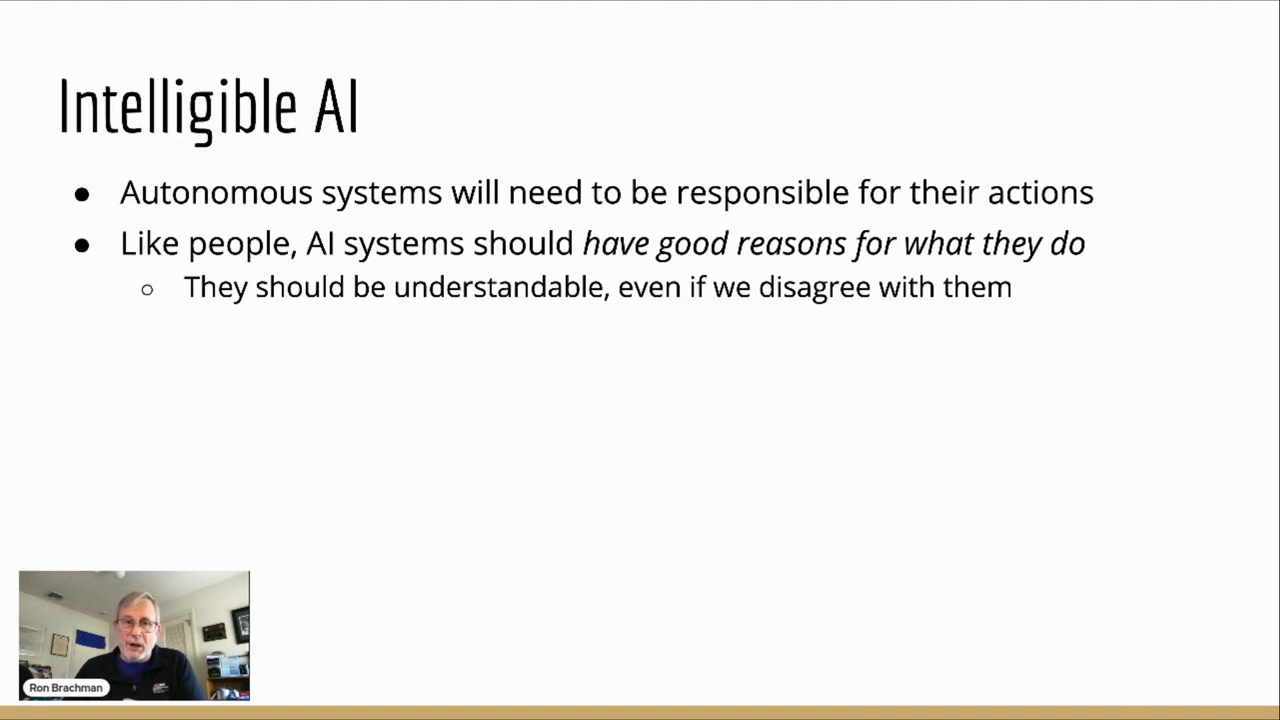 Intelligible AI
● Autonomous systems will need to be responsible for their actions
● Like people, AI systems should have good reasons for what they do
○ They should be understandable, even if we disagree with them
Ron Brachman